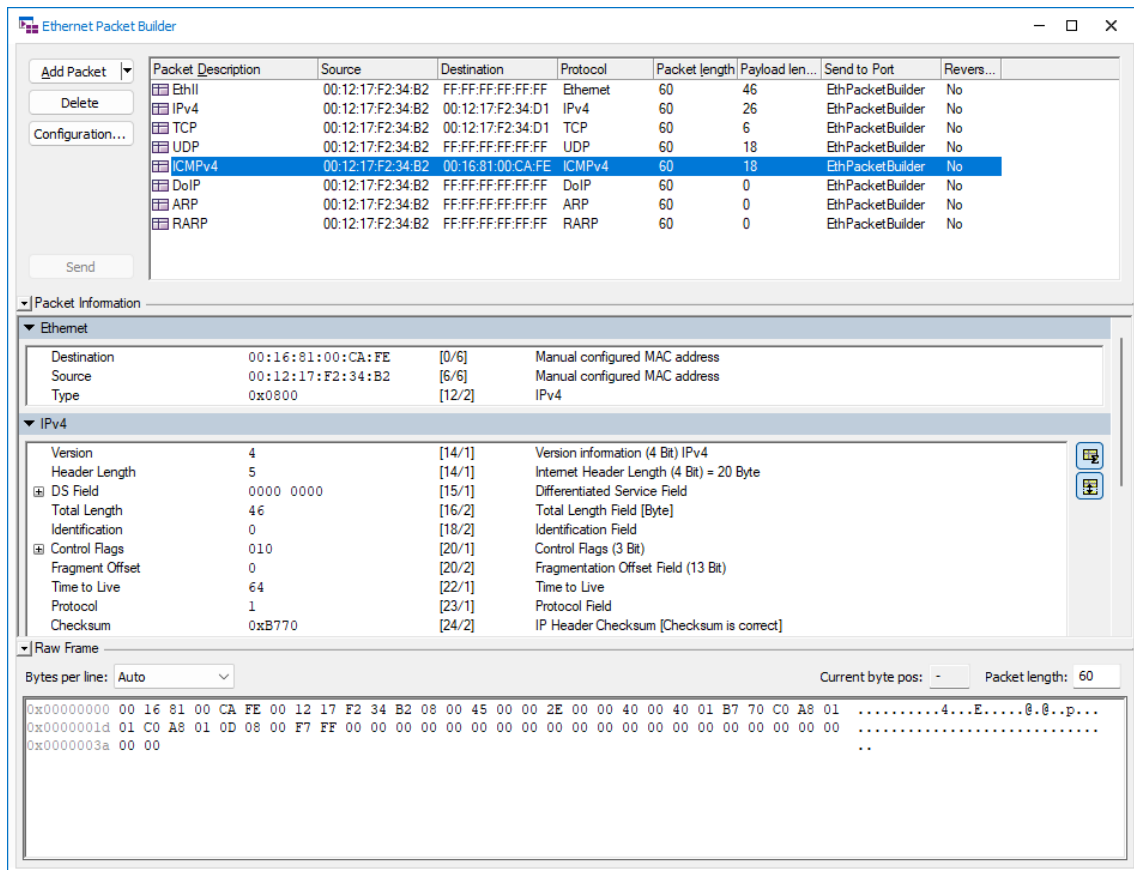 Ethernet Packet Builder
Add Packet
Delete
Configuration...
Send
Packet Description Source Destination Protocol Packet length Payload len... Send to Port Revers...
EthII 00:12:17:F2:34:B2 FF:FF:FF:FF:FF:FF Ethernet 60 46 EthPacketBuilder No
IPv4 00:12:17:F2:34:B2 00:12:17:F2:34:D1 IPv4 60 26 EthPacketBuilder No
TCP 00:12:17:F2:34:B2 00:12:17:F2:34:D1 TCP 60 6 EthPacketBuilder No
UDP 00:12:17:F2:34:B2 FF:FF:FF:FF:FF:FF UDP 60 18 EthPacketBuilder No
ICMPv4 00:12:17:F2:34:B2 00:16:81:00:CA:FE ICMPv4 60 18 EthPacketBuilder No
DoIP 00:12:17:F2:34:B2 FF:FF:FF:FF:FF:FF DoIP 60 0 EthPacketBuilder No
ARP 00:12:17:F2:34:B2 FF:FF:FF:FF:FF:FF ARP 60 0 EthPacketBuilder No
RARP 00:12:17:F2:34:B2 FF:FF:FF:FF:FF:FF RARP 60 0 EthPacketBuilder No
Packet Information
Ethernet
Destination 00:16:81:00:CA:FE [0/6] Manual configured MAC address
Source 00:12:17:F2:34:B2 [6/6] Manual configured MAC address
Type 0x0800 [12/2] IPv4
IPv4
Version 4 [14/1] Version information (4 Bit) IPv4
Header Length 5 [14/1] Internet Header Length (4 Bit) = 20 Byte
DS Field 0000 0000 [15/1] Differentiated Service Field
Total Length 46 [16/2] Total Length Field [Byte]
Identification 0 [18/2] Identification Field
Control Flags 010 [20/1] Control Flags (3 Bit)
Fragment Offset 0 [20/2] Fragmentation Offset Field (13 Bit)
Time to Live 64 [22/1] Time to Live
Protocol 1 [23/1] Protocol Field
Checksum 0xB770 [24/2] IP Header Checksum [Checksum is correct]
Raw Frame
Bytes per line: Auto Current byte pos: - Packet length: 60
0x00000000 00 16 81 00 CA FE 00 12 17 F2 34 B2 08 00 45 00 00 2E 00 00 40 00 40 01 B7 70 C0 A8 01 ..........4...E.....@.@..p...
0x0000001d 01 C0 A8 01 0D 08 00 F7 FF 00 00 00 00 00 00 00 00 00 00 00 00 00 00 00 00 00 00 00 00 .............................
0x0000003a 00 00 ..